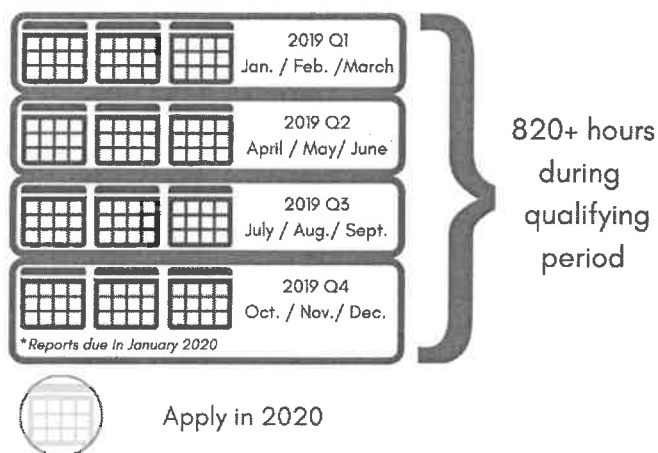 2019 Q1
Jan. / Feb. /March
2019 Q2
April / May/ June
2019 Q3
July / Aug./ Sept.
2019 Q4
Oct. / Nov./ Dec.
*Reports due in January 2020
820+ hours
during
qualifying
period
Apply in 2020